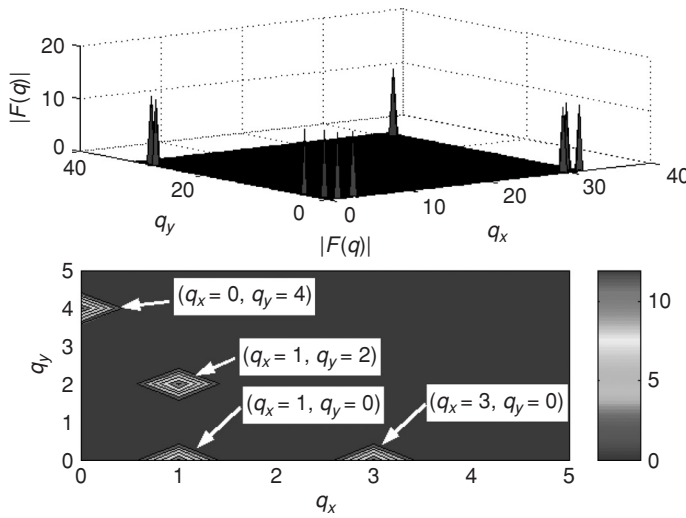 |F(q)|
20
10
0
40
20
0
q_y
0
10
20
30
40
q_x
|F(q)|
5
4
3
2
1
0
q_y
(q_x = 0, q_y = 4)
(q_x = 1, q_y = 2)
(q_x = 1, q_y = 0)
(q_x = 3, q_y = 0)
0
1
2
3
4
5
q_x
10
5
0